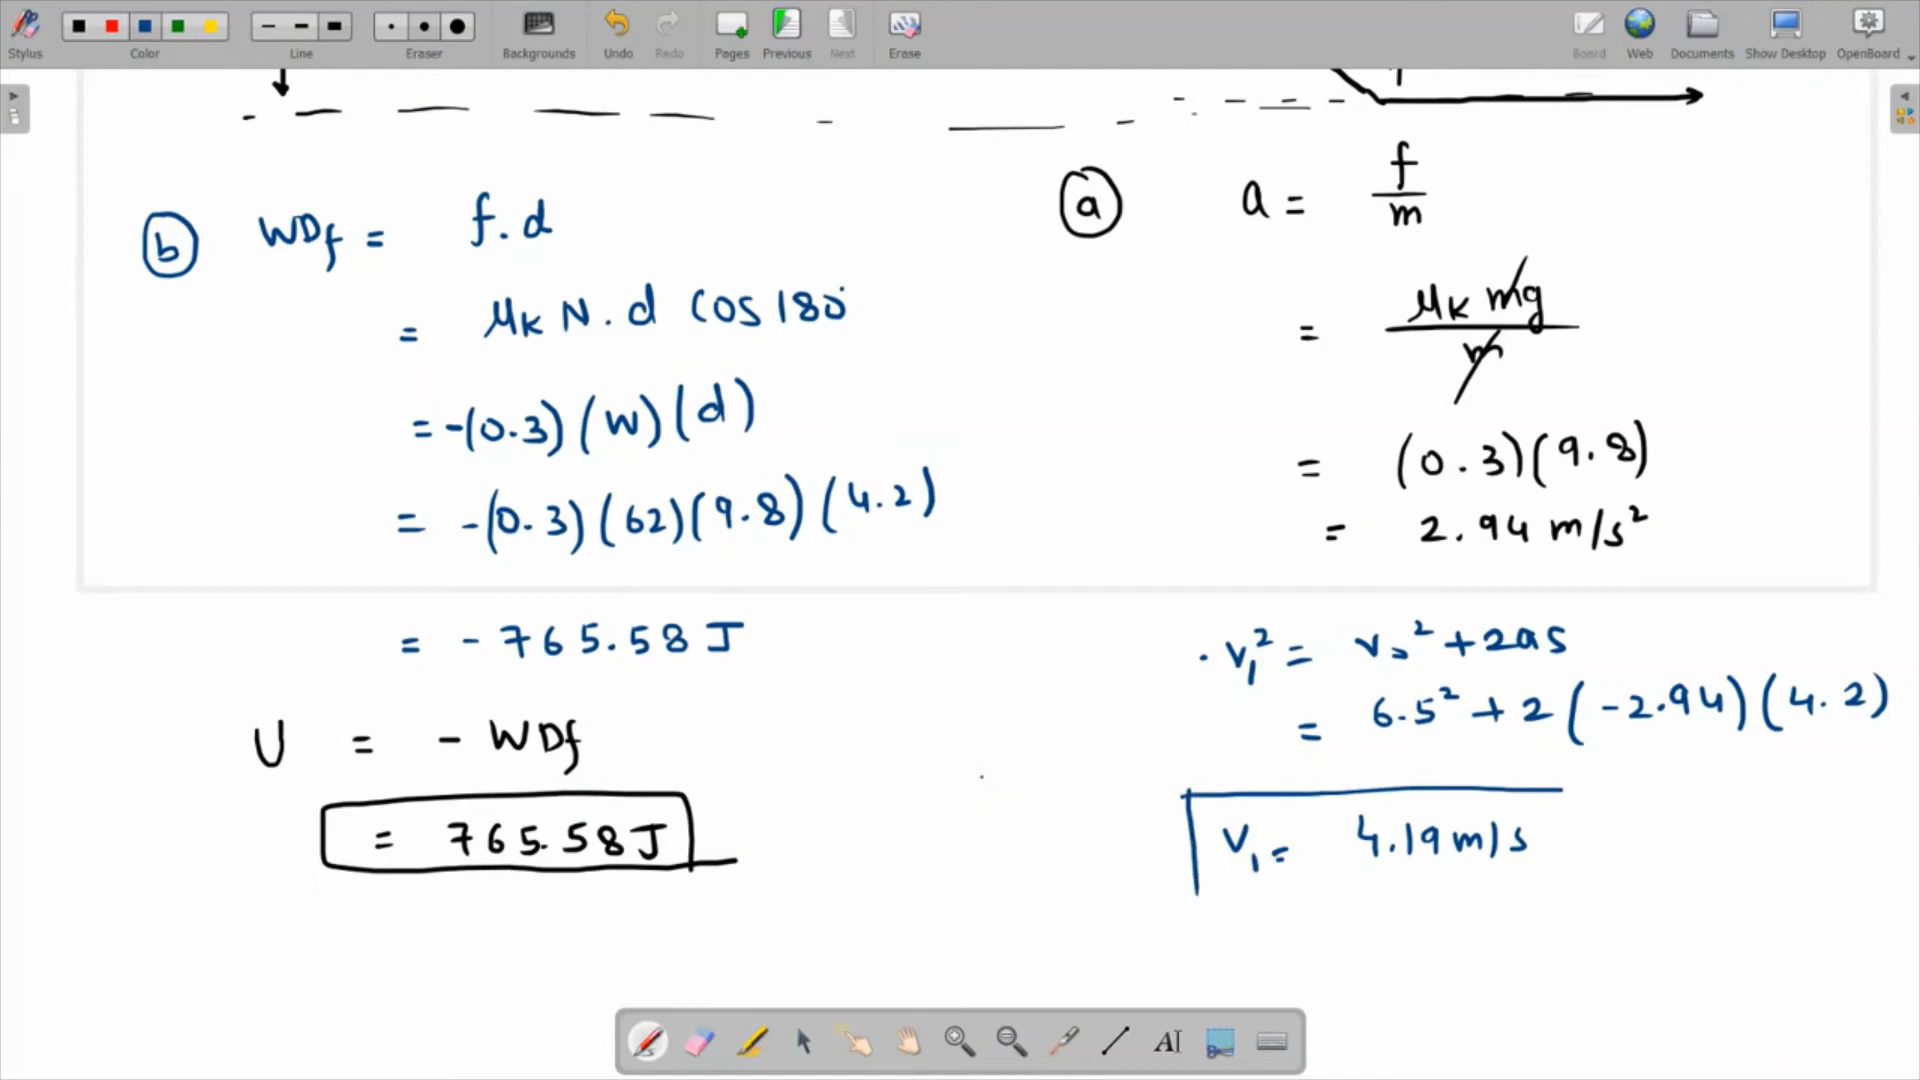 Stylus Color Line Eraser Backgrounds Undo Redo Pages Previous Next Erase Board Web Documents Show Desktop OpenBoard
(b) WDf = f.d
= μk N.d cos 180°
= -(0.3)(W)(d)
= -(0.3)(62)(9.8)(4.2)
= - 765.58 J
U = - WDf
= 765.58 J
(a) a = f/m
= μk mg/m
= (0.3)(9.8)
= 2.94 m/s²
v₁² = v₀² + 2as
= 6.5² + 2(-2.94)(4.2)
V₁ = 4.19 m/s
AI